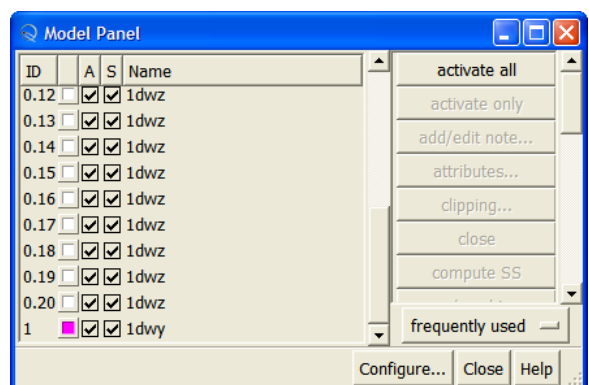 Model Panel
ID A S Name
0.12 1dwz
0.13 1dwz
0.14 1dwz
0.15 1dwz
0.16 1dwz
0.17 1dwz
0.18 1dwz
0.19 1dwz
0.20 1dwz
1 1dwy
activate all
activate only
add/edit note...
attributes...
clipping...
close
compute SS
frequently used
Configure... Close Help